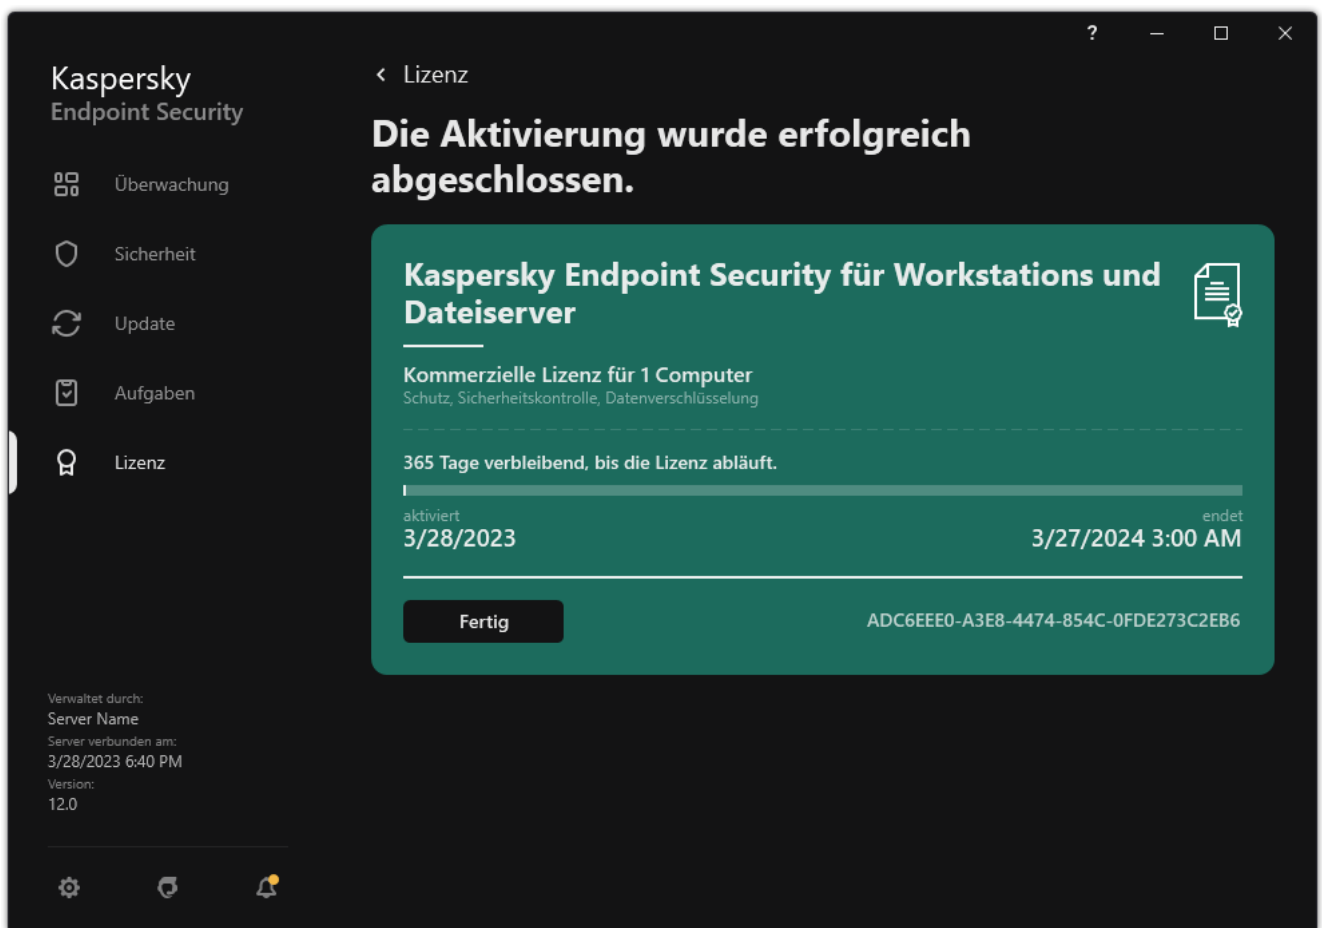 ?
Kaspersky
Endpoint Security
Überwachung
Sicherheit
Update
Aufgaben
Lizenz
Verwaltet durch:
Server Name
Server verbunden am:
3/28/2023 6:40 PM
Version:
12.0
Lizenz
Die Aktivierung wurde erfolgreich
abgeschlossen.
Kaspersky Endpoint Security für Workstations und
Dateiserver
Kommerzielle Lizenz für 1 Computer
Schutz, Sicherheitskontrolle, Datenverschlüsselung
365 Tage verbleibend, bis die Lizenz abläuft.
aktiviert
3/28/2023
endet
3/27/2024 3:00 AM
Fertig
ADC6EEE0-A3E8-4474-854C-0FDE273C2EB6